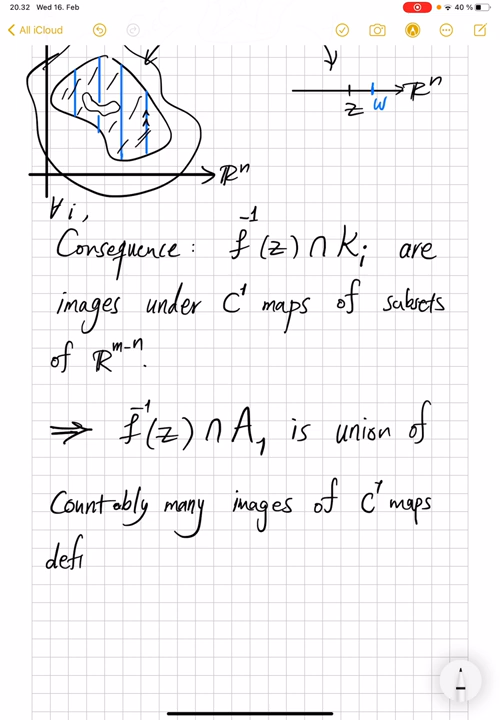 20.32 Wed 16. Feb 40 %
All iCloud
ℝⁿ
z w
ℝⁿ
∀i,
Consequence: f⁻¹(z) ∩ Kᵢ are
images under C¹ maps of subsets
of ℝᵐ⁻ⁿ.
⇒ f⁻¹(z) ∩ A₁ is union of
Countably many images of C¹ maps
defi